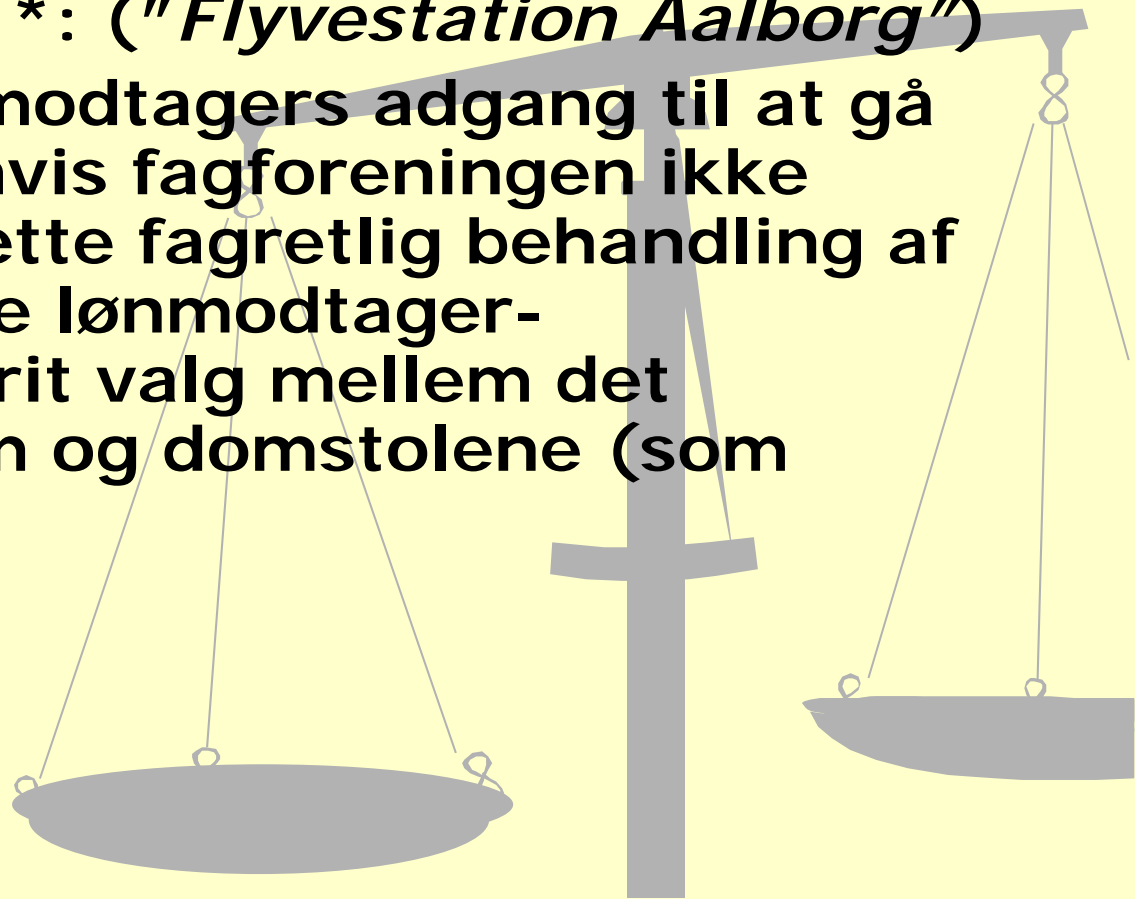 *: ("Flyvestation Aalborg")
modtagers adgang til at gå
hvis fagforeningen ikke
ette fagretlig behandling af
e lønmodtager-
rit valg mellem det
n og domstolene (som